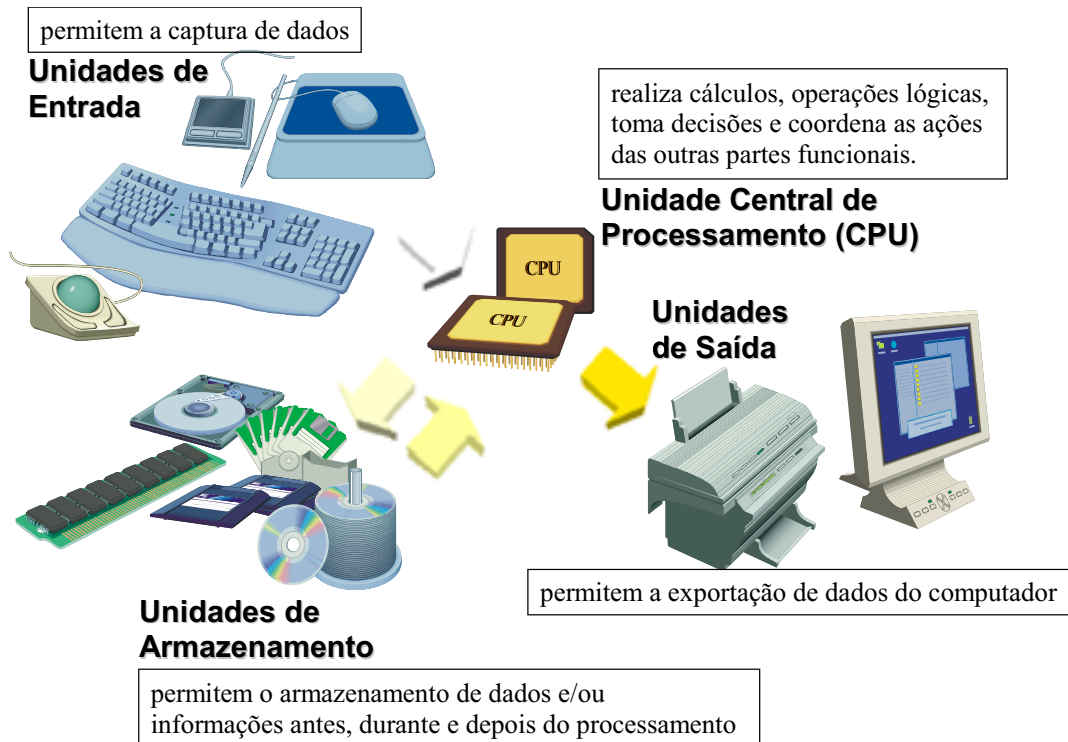 permitem a captura de dados
Unidades de
Entrada
realiza cálculos, operações lógicas,
toma decisões e coordena as ações
das outras partes funcionais.
Unidade Central de
Processamento (CPU)
CPU
CPU
Unidades
de Saída
permitem a exportação de dados do computador
Unidades de
Armazenamento
permitem o armazenamento de dados e/ou
informações antes, durante e depois do processamento